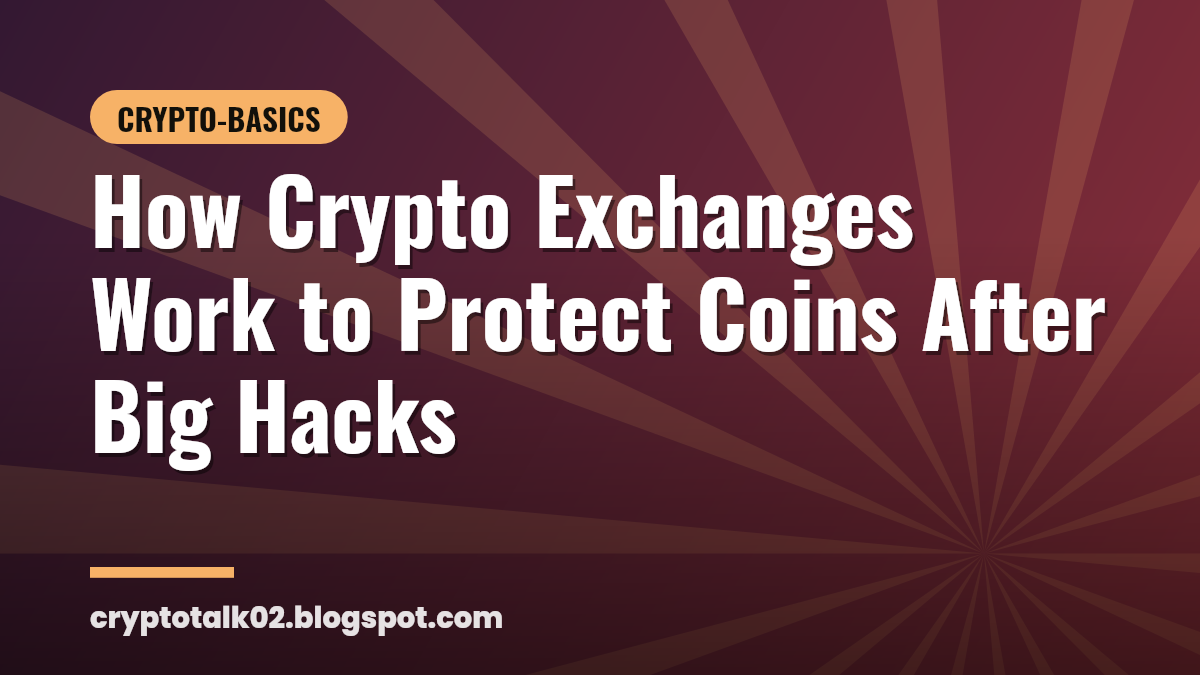 CRYPTO-BASICS
How Crypto Exchanges
Work to Protect Coins After
Big Hacks
cryptotalk02.blogspot.com